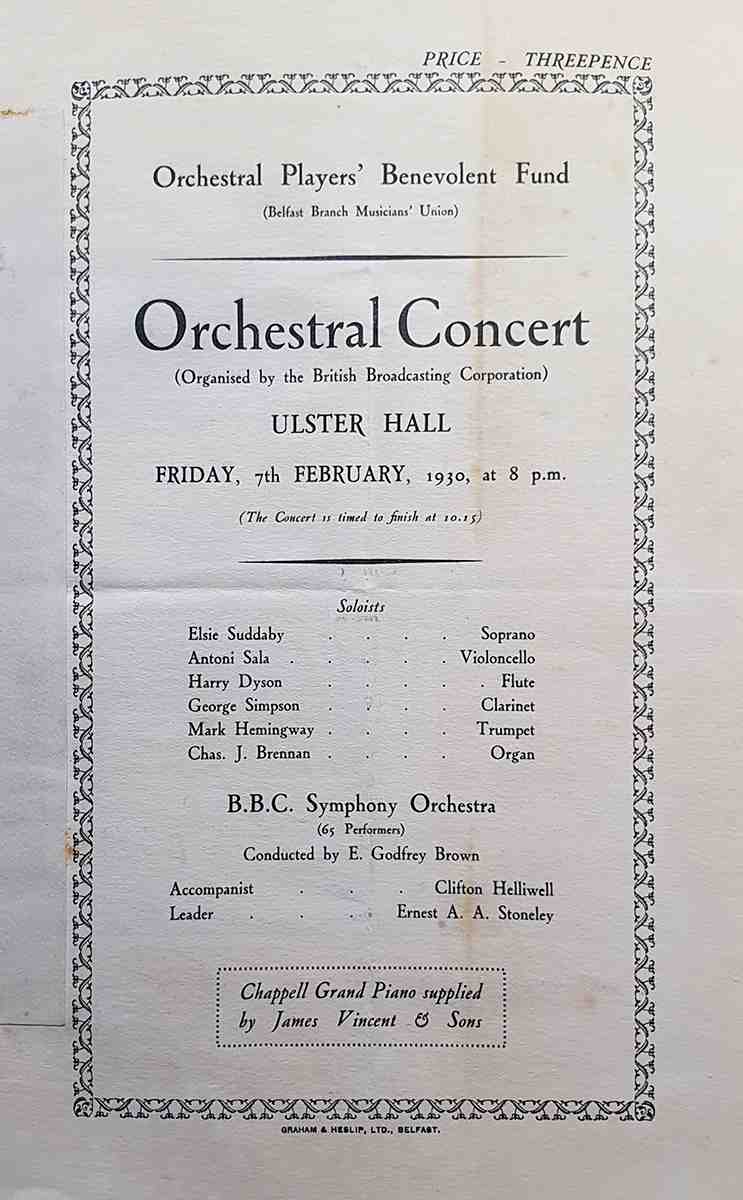 PRICE - THREEPENCE
Orchestral Players' Benevolent Fund
(Belfast Branch Musicians' Union)
Orchestral Concert
(Organised by the British Broadcasting Corporation)
ULSTER HALL
FRIDAY, 7th FEBRUARY, 1930, at 8 p.m.
(The Concert is timed to finish at 10.15)
Soloists
Elsie Suddaby . . . . Soprano
Antoni Sala . . . . . Violoncello
Harry Dyson . . . . . Flute
George Simpson . . . . Clarinet
Mark Hemingway . . . . Trumpet
Chas. J. Brennan . . . . Organ
B.B.C. Symphony Orchestra
(65 Performers)
Conducted by E. Godfrey Brown
Accompanist . . . Clifton Helliwell
Leader . . . . Ernest A. A. Stoneley
Chappell Grand Piano supplied
by James Vincent & Sons
GRAHAM & HESLIP, LTD., BELFAST.